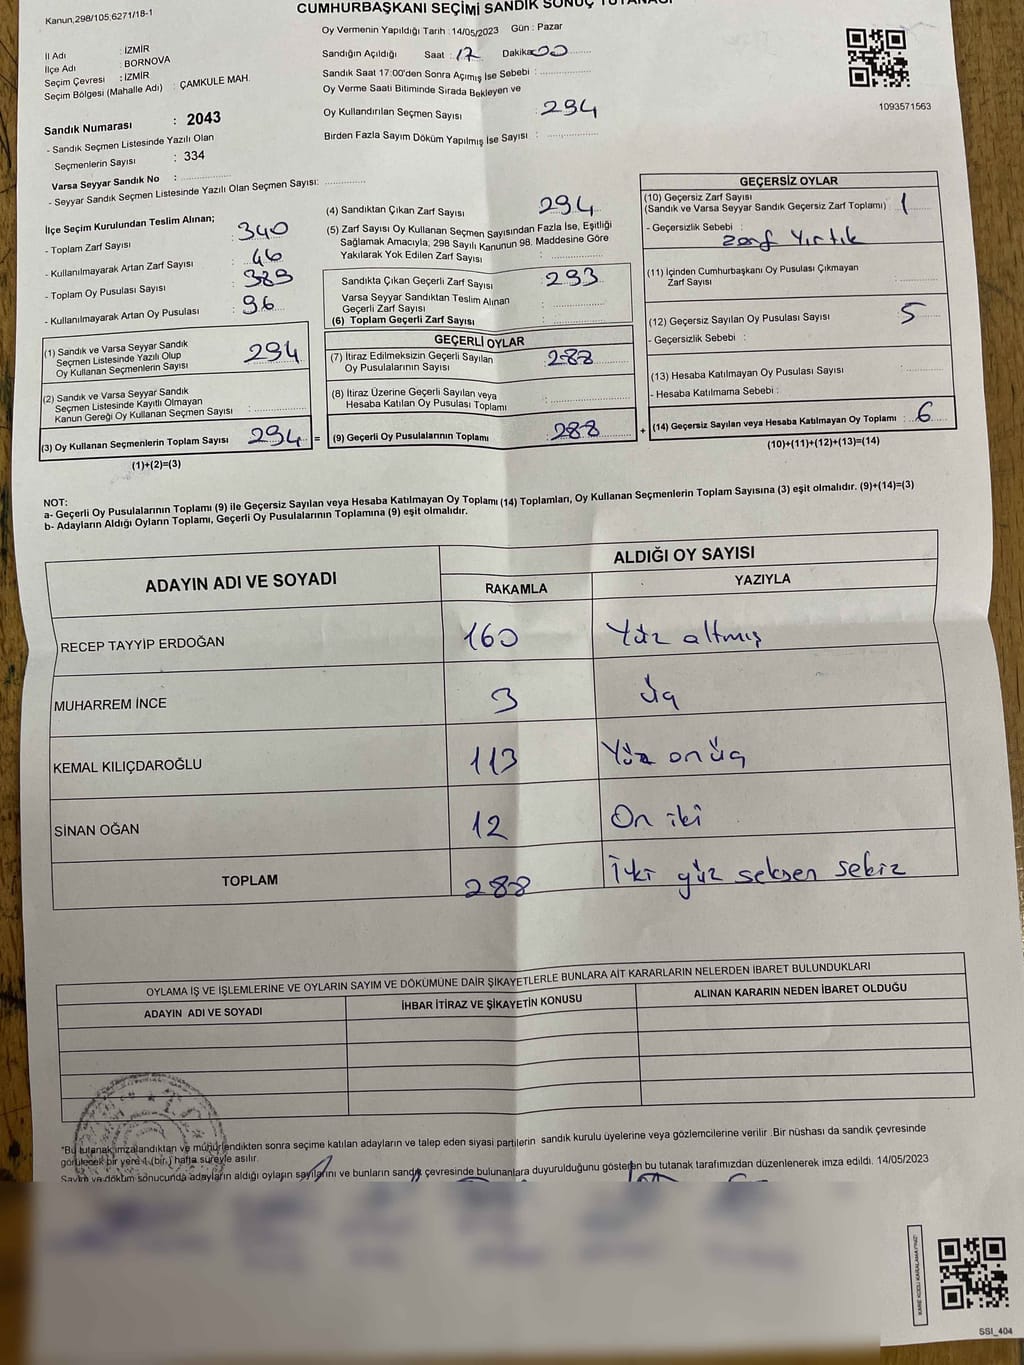 Kanun,298/105,6271/18-1
CUMHURBAŞKANI SEÇİMİ SANDIK SONUÇ TUTANAĞI
Oy Vermenin Yapıldığı Tarih : 14/05/2023 Gün : Pazar
İl Adı : İZMİR
İlçe Adı : BORNOVA
Seçim Çevresi : İZMİR
Seçim Bölgesi (Mahalle Adı) : ÇAMKULE MAH.
Sandığın Açıldığı Saat : 17 Dakika 00
Sandık Saat 17:00'den Sonra Açımış İse Sebebi :
Oy Verme Saati Bitiminde Sırada Bekleyen ve
Oy Kullandırılan Seçmen Sayısı : 294
Birden Fazla Sayım Döküm Yapılmış İse Sayısı :
1093571563
Sandık Numarası : 2043
- Sandık Seçmen Listesinde Yazılı Olan
Seçmenlerin Sayısı : 334
Varsa Seyyar Sandık No :
- Seyyar Sandık Seçmen Listesinde Yazılı Olan Seçmen Sayısı:
İlçe Seçim Kurulundan Teslim Alınan;
- Toplam Zarf Sayısı : 340
- Kullanılmayarak Artan Zarf Sayısı : 46
- Toplam Oy Pusulası Sayısı : 389
- Kullanılmayarak Artan Oy Pusulası : 96
(1) Sandık ve Varsa Seyyar Sandık
Seçmen Listesinde Yazılı Olup
Oy Kullanan Seçmenlerin Sayısı : 294
(2) Sandık ve Varsa Seyyar Sandık
Seçmen Listesinde Kayıtlı Olmayan
Kanun Gereği Oy Kullanan Seçmen Sayısı :
(3) Oy Kullanan Seçmenlerin Toplam Sayısı : 294 =
(1)+(2)=(3)
(4) Sandıktan Çıkan Zarf Sayısı : 294
(5) Zarf Sayısı Oy Kullanan Seçmen Sayısından Fazla İse, Eşitliği
Sağlamak Amacıyla; 298 Sayılı Kanunun 98. Maddesine Göre
Yakılarak Yok Edilen Zarf Sayısı :
Sandıkta Çıkan Geçerli Zarf Sayısı : 293
Varsa Seyyar Sandıktan Teslim Alınan
Geçerli Zarf Sayısı :
(6) Toplam Geçerli Zarf Sayısı :
GEÇERLİ OYLAR
(7) İtiraz Edilmeksizin Geçerli Sayılan
Oy Pusulalarının Sayısı : 288
(8) İtiraz Üzerine Geçerli Sayılan veya
Hesaba Katılan Oy Pusulası Toplamı :
(9) Geçerli Oy Pusulalarının Toplamı : 288 +
GEÇERSİZ OYLAR
(10) Geçersiz Zarf Sayısı
(Sandık ve Varsa Seyyar Sandık Geçersiz Zarf Toplamı) : 1
- Geçersizlik Sebebi : zarf yırtık
(11) İçinden Cumhurbaşkanı Oy Pusulası Çıkmayan
Zarf Sayısı :
(12) Geçersiz Sayılan Oy Pusulası Sayısı : 5
- Geçersizlik Sebebi :
(13) Hesaba Katılmayan Oy Pusulası Sayısı :
- Hesaba Katılmama Sebebi :
(14) Geçersiz Sayılan veya Hesaba Katılmayan Oy Toplamı : 6
(10)+(11)+(12)+(13)=(14)
NOT:
a- Geçerli Oy Pusulalarının Toplamı (9) ile Geçersiz Sayılan veya Hesaba Katılmayan Oy Toplamı (14) Toplamları, Oy Kullanan Seçmenlerin Toplam Sayısına (3) eşit olmalıdır. (9)+(14)=(3)
b- Adayların Aldığı Oyların Toplamı, Geçerli Oy Pusulalarının Toplamına (9) eşit olmalıdır.
ADAYIN ADI VE SOYADI
ALDIĞI OY SAYISI
RAKAMLA YAZIYLA
RECEP TAYYİP ERDOĞAN 160 Yüz altmış
MUHARREM İNCE 3 Üç
KEMAL KILIÇDAROĞLU 113 Yüz onüç
SİNAN OĞAN 12 On iki
TOPLAM 288 İki yüz seksen sekiz
OYLAMA İŞ VE İŞLEMLERİNE VE OYLARIN SAYIM VE DÖKÜMÜNE DAİR ŞİKAYETLERLE BUNLARA AİT KARARLARIN NELERDEN İBARET BULUNDUKLARI
ADAYIN ADI VE SOYADI İHBAR İTİRAZ VE ŞİKAYETİN KONUSU ALINAN KARARIN NEDEN İBARET OLDUĞU
"Bu tutanak imzalandıktan ve mühürlendikten sonra seçime katılan adayların ve talep eden siyasi partilerin sandık kurulu üyelerine veya gözlemcilerine verilir .Bir nüshası da sandık çevresinde
görülecek bir yere 1 (bir.) hafta süreyle asılır.
Sayım ve döküm sonucunda adayların aldığı oyların sayılarını ve bunların sandık çevresinde bulunanlara duyurulduğunu gösteren bu tutanak tarafımızdan düzenlenerek imza edildi. 14/05/2023
KARE KODU KARALAMAYINIZ!
SSI_404